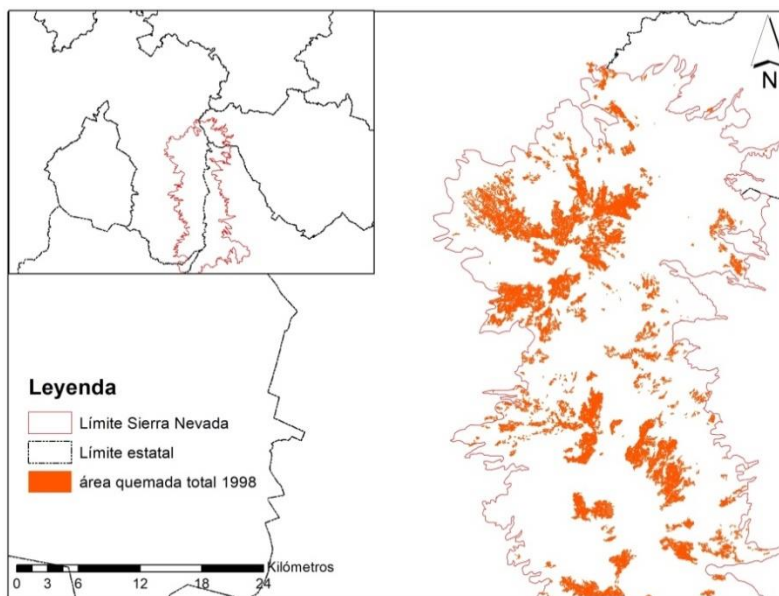 N
Leyenda
Límite Sierra Nevada
Límite estatal
área quemada total 1998
Kilómetros
0 3 6 12 18 24